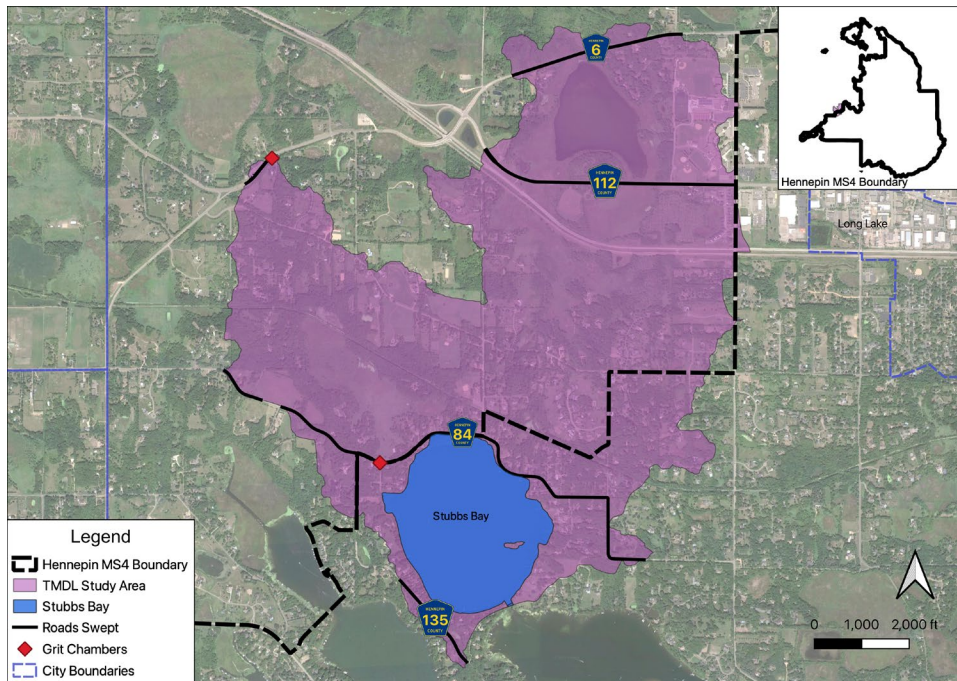 HENNEPIN
6
COUNTY
HENNEPIN
112
COUNTY
Hennepin MS4 Boundary
Long Lake
HENNEPIN
84
COUNTY
Stubbs Bay
HENNEPIN
135
COUNTY
Legend
Hennepin MS4 Boundary
TMDL Study Area
Stubbs Bay
Roads Swept
Grit Chambers
City Boundaries
0 1,000 2,000 ft